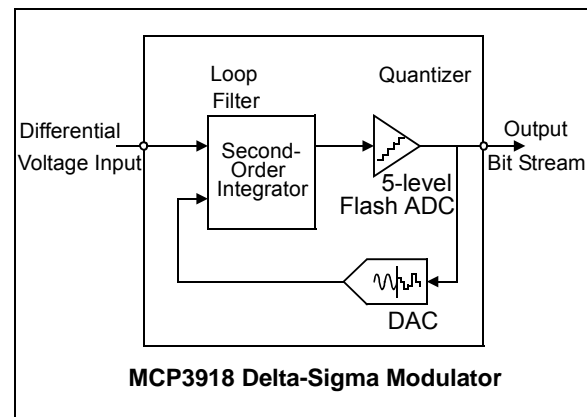 Loop
Filter
Quantizer
Differential
Voltage Input
Second-
Order
Integrator
5-level
Flash ADC
Output
Bit Stream
DAC
MCP3918 Delta-Sigma Modulator